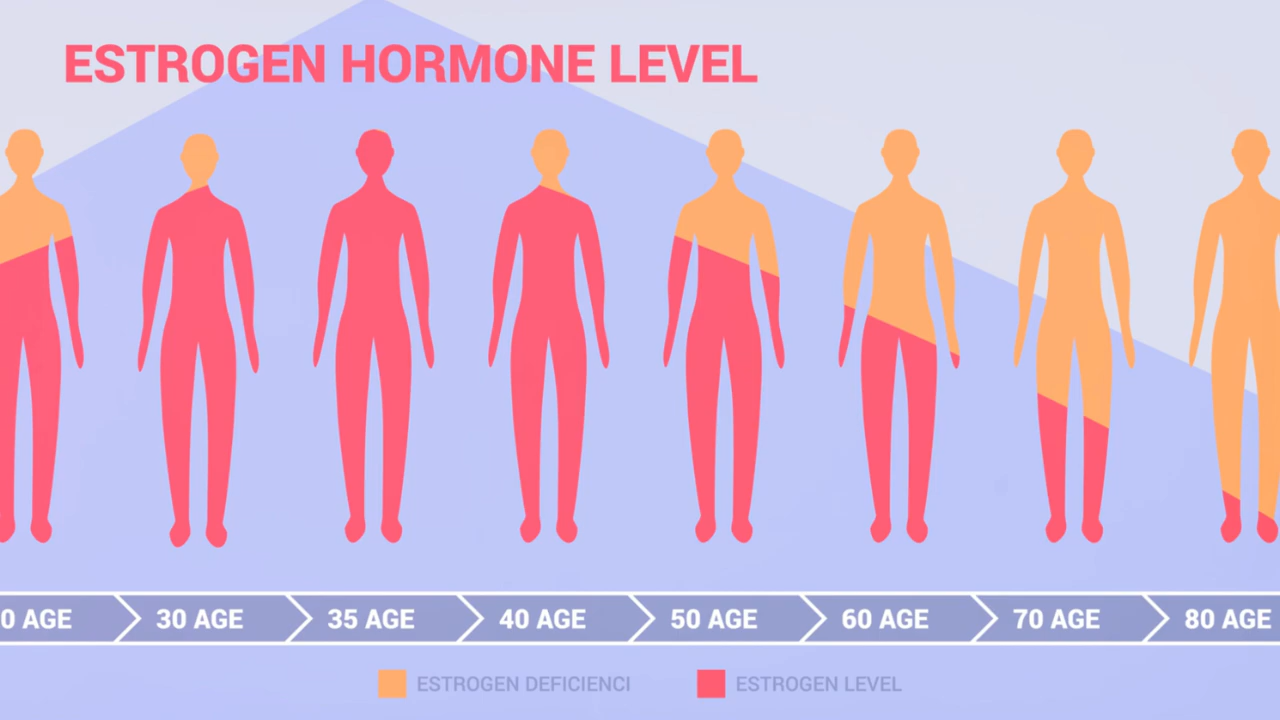 ESTROGEN HORMONE LEVEL
0 AGE
30 AGE
35 AGE
40 AGE
50 AGE
60 AGE
70 AGE
80 AGE
ESTROGEN DEFICIENCI
ESTROGEN LEVEL